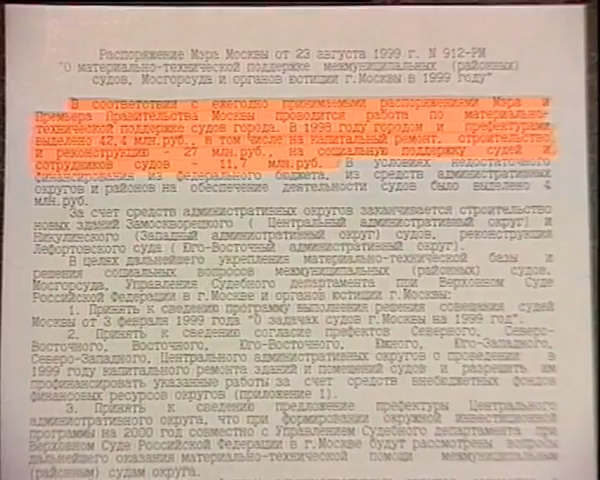 Распоряжение Мэра Москвы от 23 августа 1999 г. N 912-РМ
"О материально-технической поддержке межмуниципальных (районных)
судов, Мосгорсуда и органов юстиции г.Москвы в 1999 году"
В соответствии с ежегодно принимаемыми распоряжениями Мэра и
Премьера Правительства Москвы проводится работа по материально-
технической поддержке судов города. В 1998 году городом и префектурами
выделено 42,4 млн.руб., в том числе на капитальный ремонт, строительство
и реконструкцию 27 млн.руб., на социальную поддержку судей и
сотрудников судов 7 млн.руб. В условиях недостаточного
финансирования из федерального бюджета, из средств административных
округов и районов на обеспечение деятельности судов было выделено 4
млн.руб.
За счет средств административных округов заканчивается строительство
новых зданий Замоскворецкого ( Центральный административный округ) и
Никулинского (Западный административный округ) судов, реконструкция
Лефортовского суда ( Юго-Восточный административный округ).
В целях дальнейшего укрепления материально-технической базы и
решения социальных вопросов межмуниципальных (районных) судов,
Мосгорсуда, Управления Судебного департамента при Верховном Суде
Российской Федерации в г.Москве и органов юстиции г.Москвы:
1. Принять к сведению программу выполнения решения совещания судей
Москвы от 3 февраля 1999 года "О задачах судов г.Москвы на 1999 год".
2. Принять к сведению согласие префектов Северного, Северо-
Восточного, Восточного, Юго-Восточного, Южного, Юго-Западного,
Северо-Западного, Центрального административных округов о проведении в
1999 году капитального ремонта зданий и помещений судов и разрешить им
профинансировать указанные работы за счет средств внебюджетных фондов
финансовых ресурсов округов (приложение 1).
3. Принять к сведению предложение префектуры Центрального
административного округа, что при формировании окружной инвестиционной
программы на 2000 год совместно с Управлением Судебного департамента при
Верховном Суде Российской Федерации в г.Москве будут рассмотрены вопросы
дальнейшего оказания материально-технической помощи межмуниципальным
(районным) судам округа.